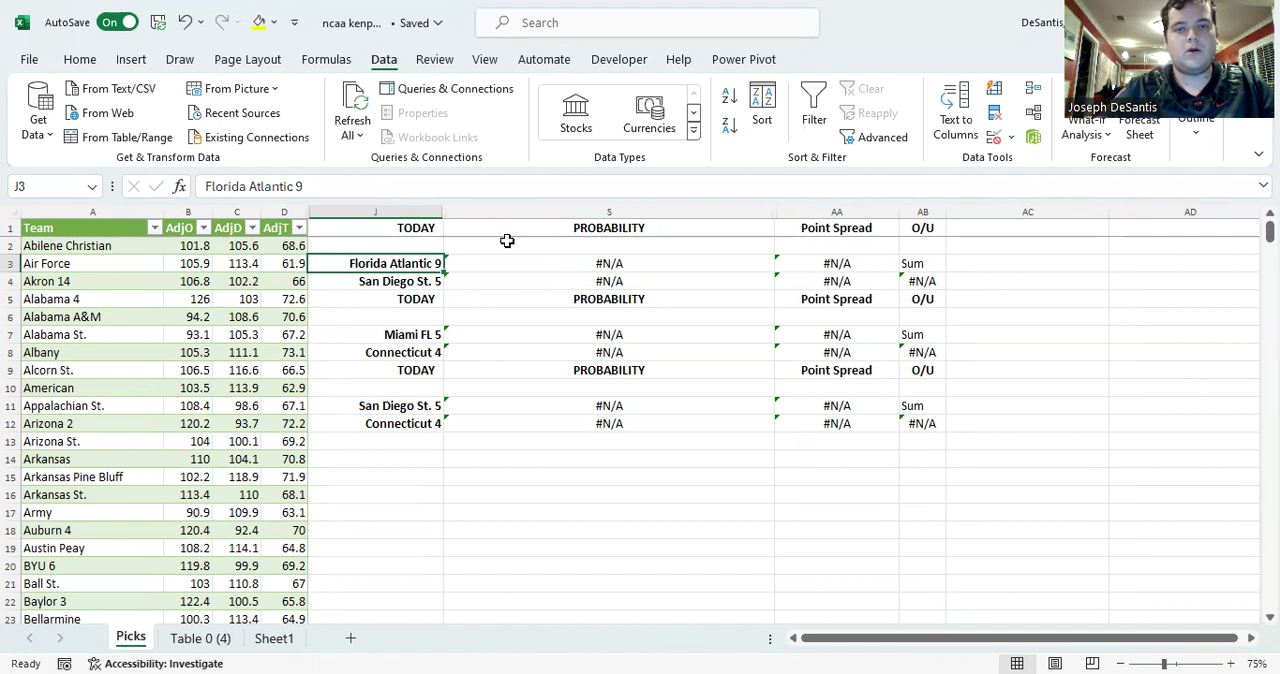 AutoSave On ncaa kenp... • Saved Search DeSantis,
File Home Insert Draw Page Layout Formulas Data Review View Automate Developer Help Power Pivot
Joseph DeSantis
Get Data From Text/CSV From Picture Refresh All Queries & Connections Stocks Currencies Sort Filter Clear Text to Columns What-If Analysis Forecast Sheet Outline
From Web Recent Sources Properties Reapply
From Table/Range Existing Connections Workbook Links Advanced
Get & Transform Data Queries & Connections Data Types Sort & Filter Data Tools Forecast
J3 fx Florida Atlantic 9
A B C D J S AA AB AC AD
1 Team AdjO AdjD AdjT TODAY PROBABILITY Point Spread O/U
2 Abilene Christian 101.8 105.6 68.6
3 Air Force 105.9 113.4 61.9 Florida Atlantic 9 #N/A #N/A Sum
4 Akron 14 106.8 102.2 66 San Diego St. 5 #N/A #N/A #N/A
5 Alabama 4 126 103 72.6 TODAY PROBABILITY Point Spread O/U
6 Alabama A&M 94.2 108.6 70.6
7 Alabama St. 93.1 105.3 67.2 Miami FL 5 #N/A #N/A Sum
8 Albany 105.3 111.1 73.1 Connecticut 4 #N/A #N/A #N/A
9 Alcorn St. 106.5 116.6 66.5 TODAY PROBABILITY Point Spread O/U
10 American 103.5 113.9 62.9
11 Appalachian St. 108.4 98.6 67.1 San Diego St. 5 #N/A #N/A Sum
12 Arizona 2 120.2 93.7 72.2 Connecticut 4 #N/A #N/A #N/A
13 Arizona St. 104 100.1 69.2
14 Arkansas 110 104.1 70.8
15 Arkansas Pine Bluff 102.2 118.9 71.9
16 Arkansas St. 113.4 110 68.1
17 Army 90.9 109.9 63.1
18 Auburn 4 120.4 92.4 70
19 Austin Peay 108.2 114.1 64.8
20 BYU 6 119.8 99.9 69.2
21 Ball St. 103 110.8 67
22 Baylor 3 122.4 100.5 65.8
23 Bellarmine 100.3 113.4 64.9
Picks Table 0 (4) Sheet1
Ready Accessibility: Investigate 75%